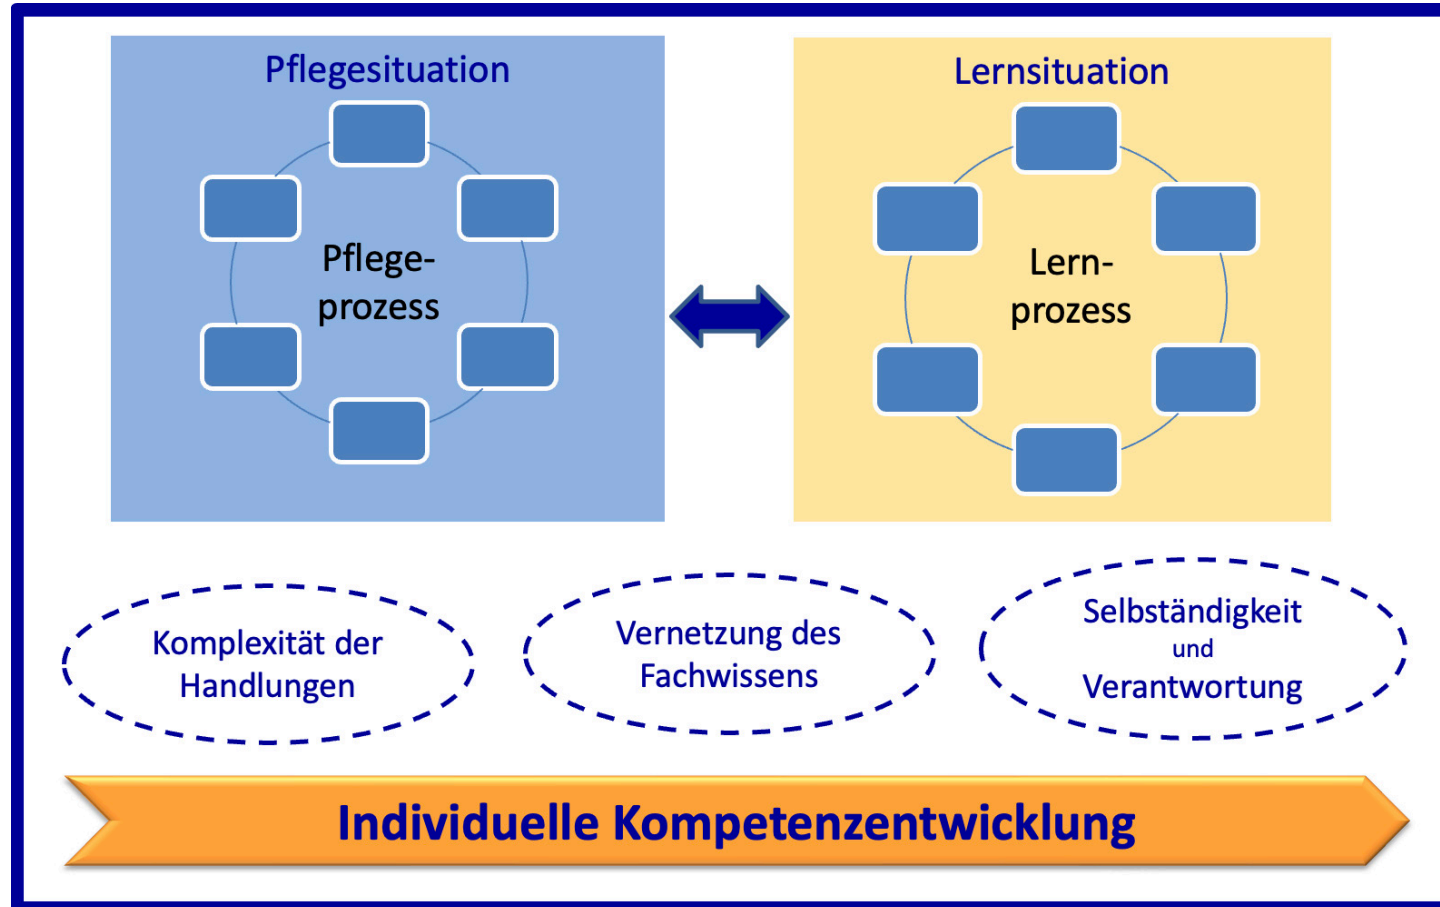 Pflegesituation
Pflege-
prozess
Lernsituation
Lern-
prozess
Komplexität der
Handlungen
Vernetzung des
Fachwissens
Selbständigkeit
und
Verantwortung
Individuelle Kompetenzentwicklung